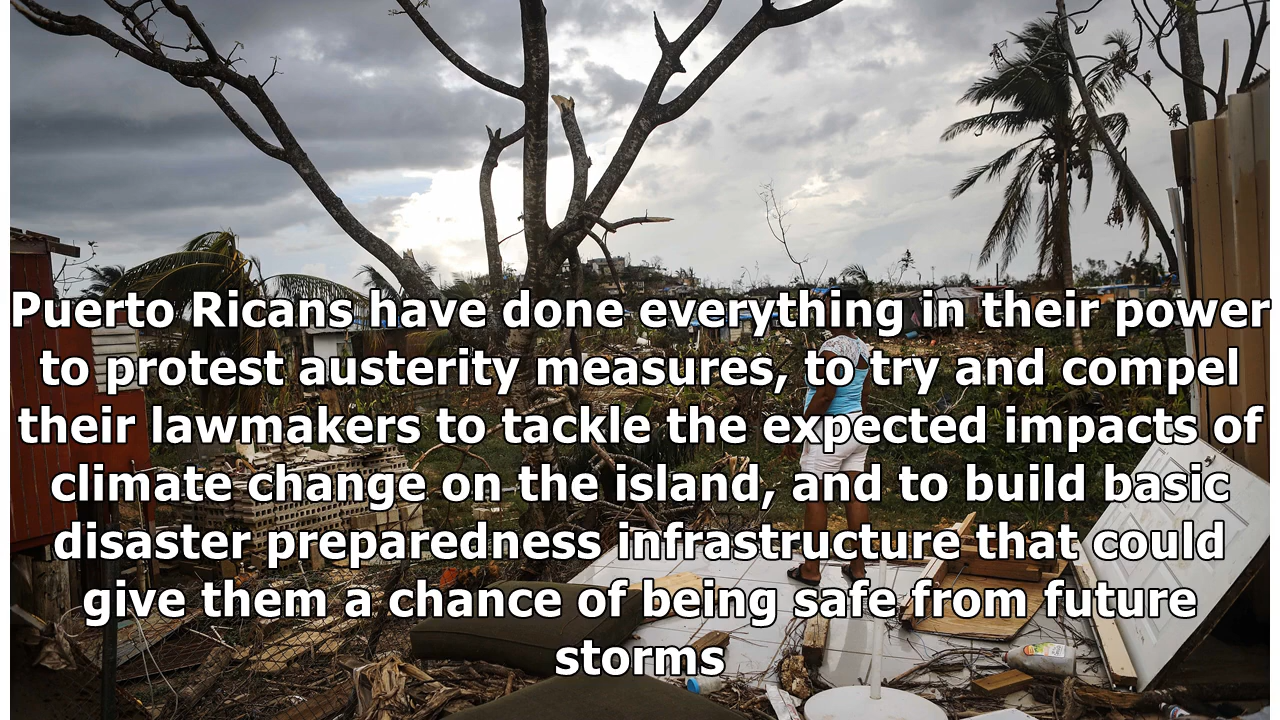 Puerto Ricans have done everything in their power
to protest austerity measures, to try and compel
their lawmakers to tackle the expected impacts of
climate change on the island, and to build basic
disaster preparedness infrastructure that could
give them a chance of being safe from future
storms